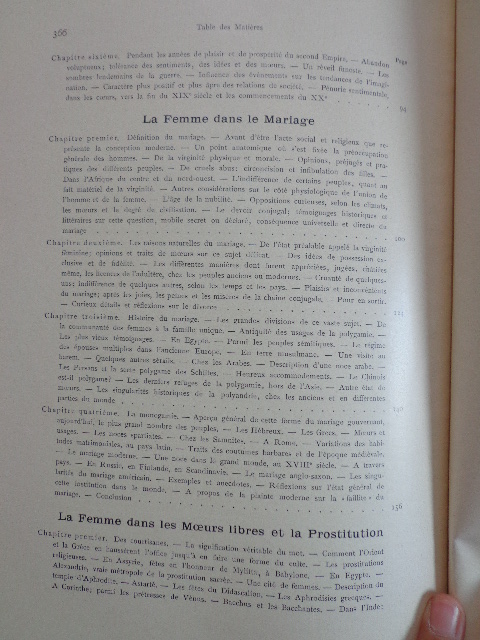 366
Table des Matières
Page
Chapitre sixième. Pendant les années de plaisir et de prospérité du second Empire. — Abandon
voluptueux; tolérance des sentiments, des idées et des mœurs. — Un réveil funeste. — Les
sombres lendemains de la guerre. — Influence des événements sur les tendances de l'imagi-
nation. — Caractère plus positif et plus âpre des relations de société. — Pénurie sentimentale,
dans les cœurs, vers la fin du XIXe siècle et les commencements du XXe
94
La Femme dans le Mariage
Chapitre premier. Définition du mariage. — Avant d'être l'acte social et religieux que re-
présente la conception moderne. — Un point anatomique où s'est fixée la préoccupation
générale des hommes. — De la virginité physique et morale. — Opinions, préjugés et pra-
tiques des différents peuples. — De cruels abus; circoncision et infibulation des filles. —
Dans l'Afrique du centre et du nord-ouest. — L'indifférence de certains peuples, quant au
fait matériel de la virginité. — Autres considérations sur le côté physiologique de l'union de
l'homme et de la femme. — L'âge de la nubilité. — Oppositions curieuses, selon les climats,
les mœurs et le degré de civilisation. — Le devoir conjugal; témoignages historiques et
littéraires sur cette question, mobile secret ou déclaré, conséquence universelle et directe du
mariage
Chapitre deuxième. Les raisons naturelles du mariage. — De l'état préalable appelé la virginité
féminine; opinions et traits de mœurs sur ce sujet délicat. — Des idées de possession ex-
clusive et de fidélité. — Les différentes manières dont furent appréciées, jugées, châtiées
même, les licences de l'adultère, chez les peuples anciens ou modernes. — Cruauté de quelques-
uns; indifférence de quelques autres, selon les temps et les pays. — Plaisirs et incommodités
du mariage; après les joies, les peines et les misères de la chaîne conjugale. — Pour en sortir.
— Curieux détails et réflexions sur le divorce
Chapitre troisième. Histoire du mariage. — Les grandes divisions de ce vaste sujet. — De
la communauté des femmes à la famille unique. — Antiquité des usages de la polygamie. —
Les plus vieux témoignages. — En Egypte. — Parmi les peuples sémitiques. — Le régime
des épouses multiples dans l'ancienne Europe. — En terre musulmane. — Une visite au
harem. — Quelques autres détails. — Chez les Arabes. — Description d'une noce arabe. —
Les Persans et la semi polygamie des Schiites. — Heureux accommodements. — Le Chinois
est-il polygame? — Les derniers refuges de la polygamie, hors de l'Asie. — Autre état de
mœurs. — Les singularités historiques de la polyandrie, chez les anciens et en différentes
parties du monde
140
Chapitre quatrième. La monogamie. — Aperçu général de cette forme du mariage gouvernant,
aujourd'hui, le plus grand nombre des peuples. — Les Hébreux. — Les Grecs. — Mœurs et
usages. — Les noces spartiates. — Chez les Samnites. — A Rome. — Variations des habi-
tudes matrimoniales, au pays latin. — Traits des coutumes barbares et de l'époque médiévale.
— Le mariage moderne. — Une noce dans le grand monde, au XVIIIe siècle. — A travers
pays. — En Russie, en Finlande, en Scandinavie. — Le mariage anglo-saxon. — Les singu-
larités du mariage américain. — Exemples et anecdotes. — Réflexions sur l'état général de
cette institution dans le monde. — A propos de la plainte moderne sur la « faillite » du
mariage. — Conclusion
156
La Femme dans les Mœurs libres et la Prostitution
Chapitre premier. Des courtisanes. — La signification véritable du mot. — Comment l'Orient
et la Grèce en haussèrent l'office jusqu'à en faire une forme du culte. — Les prostitutions
religieuses. — En Assyrie, fêtes en l'honneur de Mylitta, à Babylone. — En Egypte. —
Alexandrie, vraie métropole de la prostitution sacrée. — Une cité de femmes. — Description du
temple d'Aphrodite. — Astarté. — Les fêtes du Didascalion. — Les Aphrodisies grecques. —
A Corinthe, parmi les prêtresses de Vénus. — Bacchus et les Bacchantes. — Dans l'Inde: